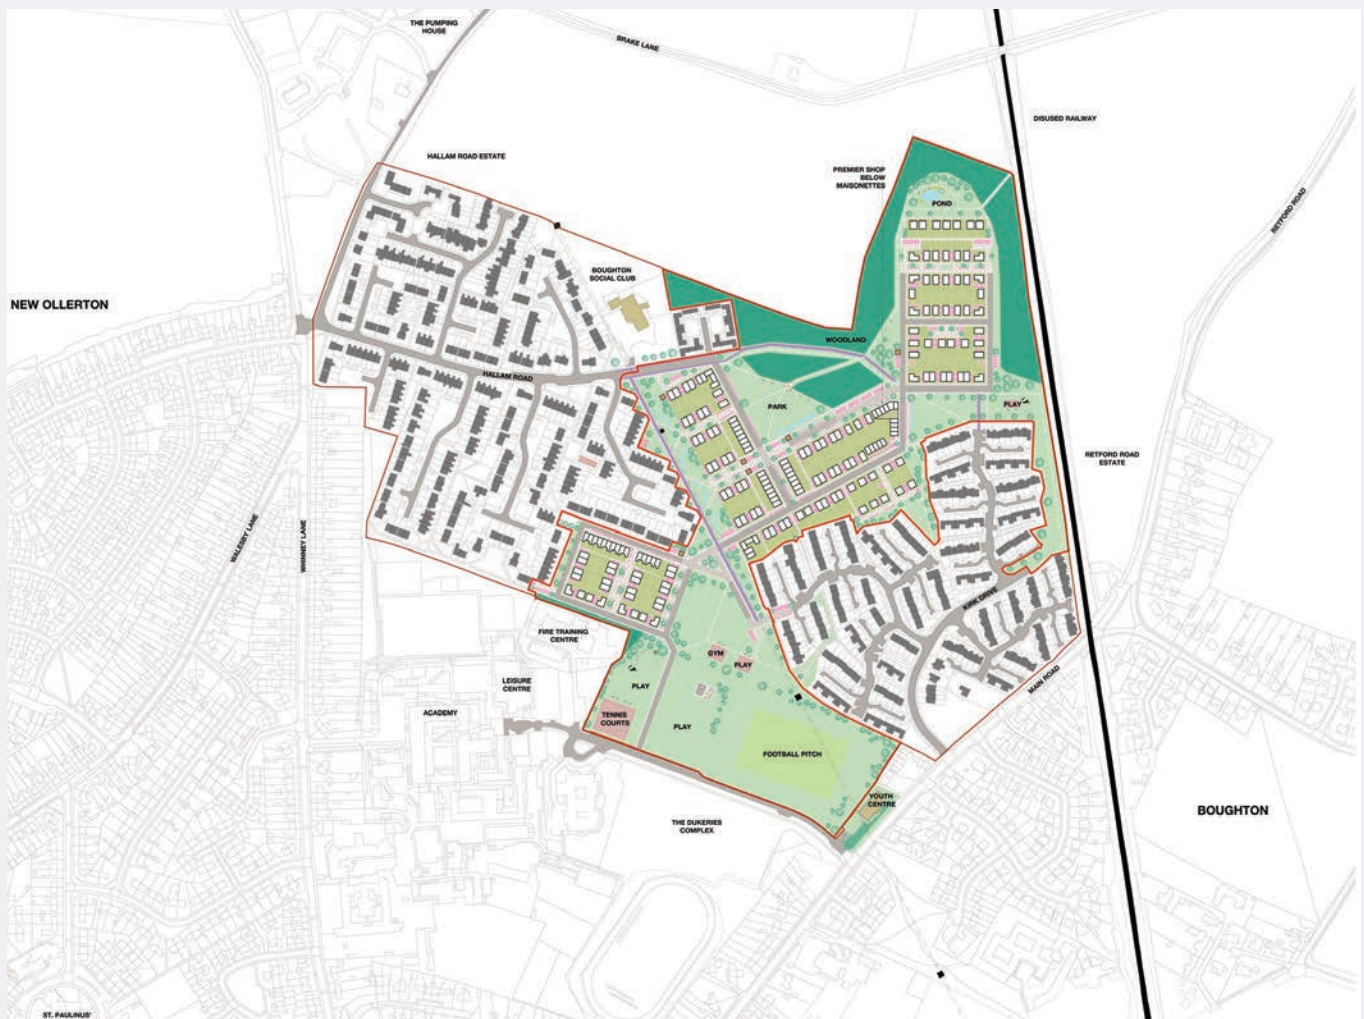 THE PUMPING
HOUSE
BRAKE LANE
DISUSED RAILWAY
HALLAM ROAD ESTATE
PREMIER SHOP
BELOW
MAISONETTES
POND
RETFORD ROAD
BOUGHTON
SOCIAL CLUB
NEW OLLERTON
WOODLAND
HALLAM ROAD
PARK
PLAY
RETFORD ROAD
ESTATE
WALESBY LANE
WHINNEY LANE
KIRK DRIVE
FIRE TRAINING
CENTRE
GYM
PLAY
LEISURE
CENTRE
PLAY
MAIN ROAD
ACADEMY
TENNIS
COURTS
PLAY
FOOTBALL PITCH
YOUTH
CENTRE
BOUGHTON
THE DUKERIES
COMPLEX
ST. PAULINUS'